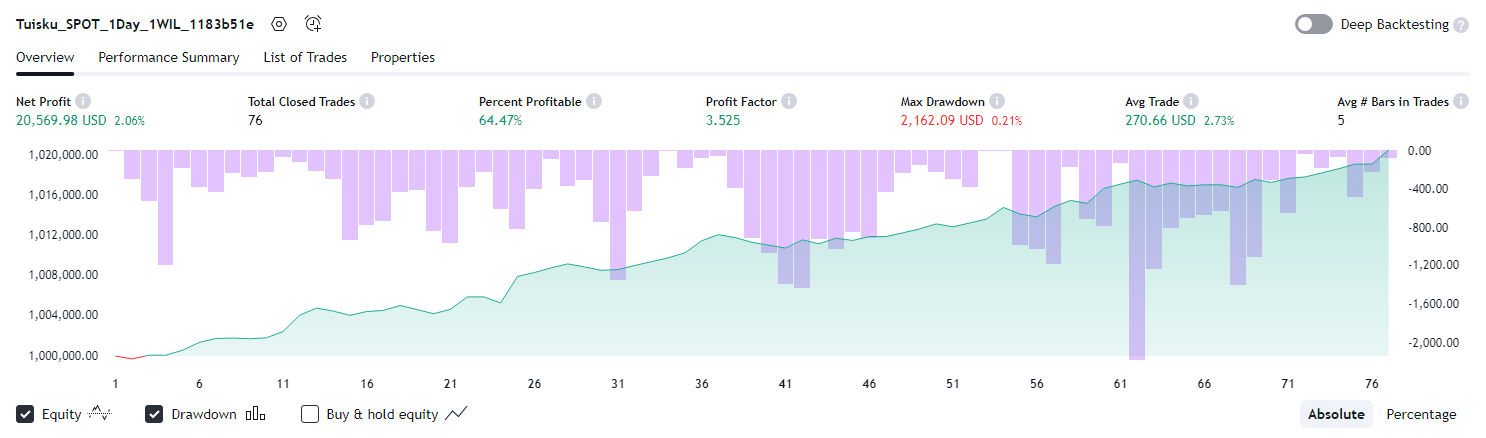 Tuisku_SPOT_1Day_1WIL_1183b51e
Deep Backtesting ?
Overview Performance Summary List of Trades Properties
Net Profit Total Closed Trades Percent Profitable Profit Factor Max Drawdown Avg Trade Avg # Bars in Trades
20,569.98 USD 2.06% 76 64.47% 3.525 2,162.09 USD 0.21% 270.66 USD 2.73% 5
1,020,000.00 0.00
1,016,000.00 -400.00
1,012,000.00 -800.00
1,008,000.00 -1,200.00
1,004,000.00 -1,600.00
1,000,000.00 -2,000.00
1 6 11 16 21 26 31 36 41 46 51 56 61 66 71 76
Equity Drawdown Buy & hold equity Absolute Percentage